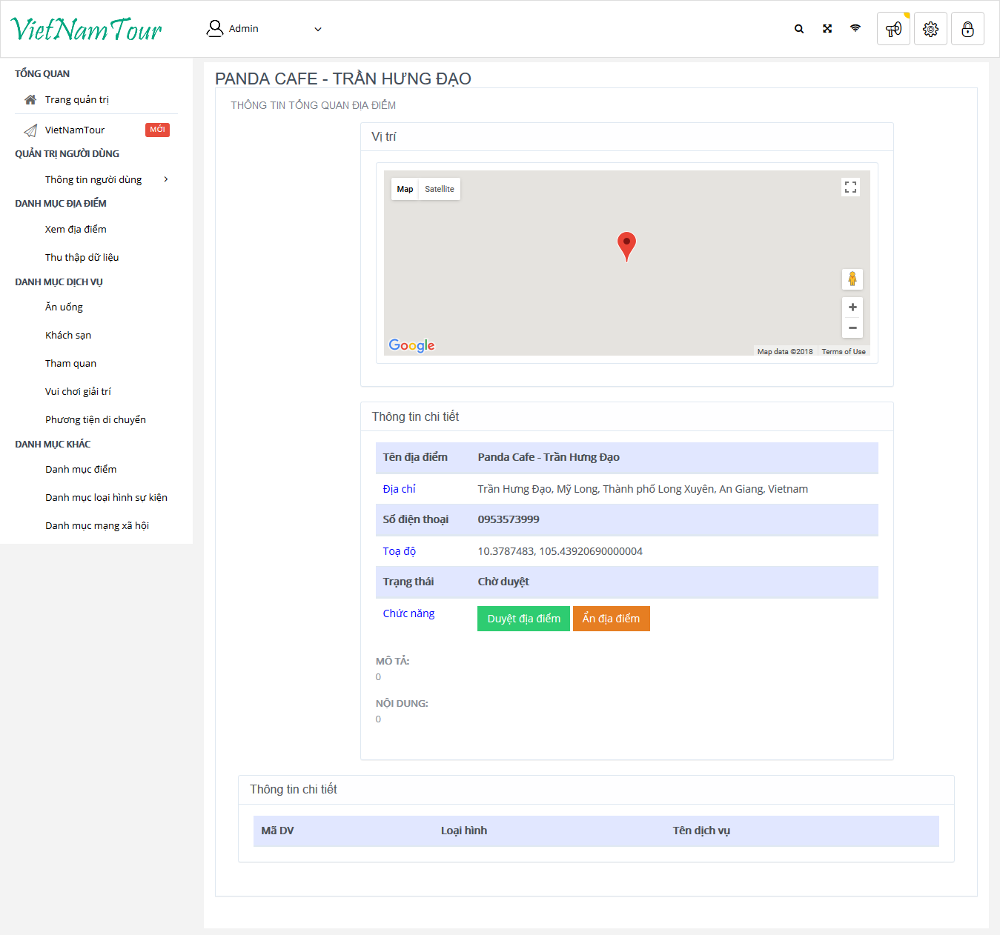 VietNamTour
Admin
TỔNG QUAN
Trang quản trị
VietNamTour
MỚI
QUẢN TRỊ NGƯỜI DÙNG
Thông tin người dùng
DANH MỤC ĐỊA ĐIỂM
Xem địa điểm
Thu thập dữ liệu
DANH MỤC DỊCH VỤ
Ăn uống
Khách sạn
Tham quan
Vui chơi giải trí
Phương tiện di chuyển
DANH MỤC KHÁC
Danh mục điểm
Danh mục loại hình sự kiện
Danh mục mạng xã hội
PANDA CAFE - TRẦN HƯNG ĐẠO
THÔNG TIN TỔNG QUAN ĐỊA ĐIỂM
Vị trí
Map
Satellite
Google
Map data ©2018
Terms of Use
Thông tin chi tiết
Tên địa điểm Panda Cafe - Trần Hưng Đạo
Địa chỉ Trần Hưng Đạo, Mỹ Long, Thành phố Long Xuyên, An Giang, Vietnam
Số điện thoại 0953573999
Toạ độ 10.3787483, 105.43920690000004
Trạng thái Chờ duyệt
Chức năng Duyệt địa điểm Ẩn địa điểm
MÔ TẢ:
0
NỘI DUNG:
0
Thông tin chi tiết
Mã DV Loại hình Tên dịch vụ